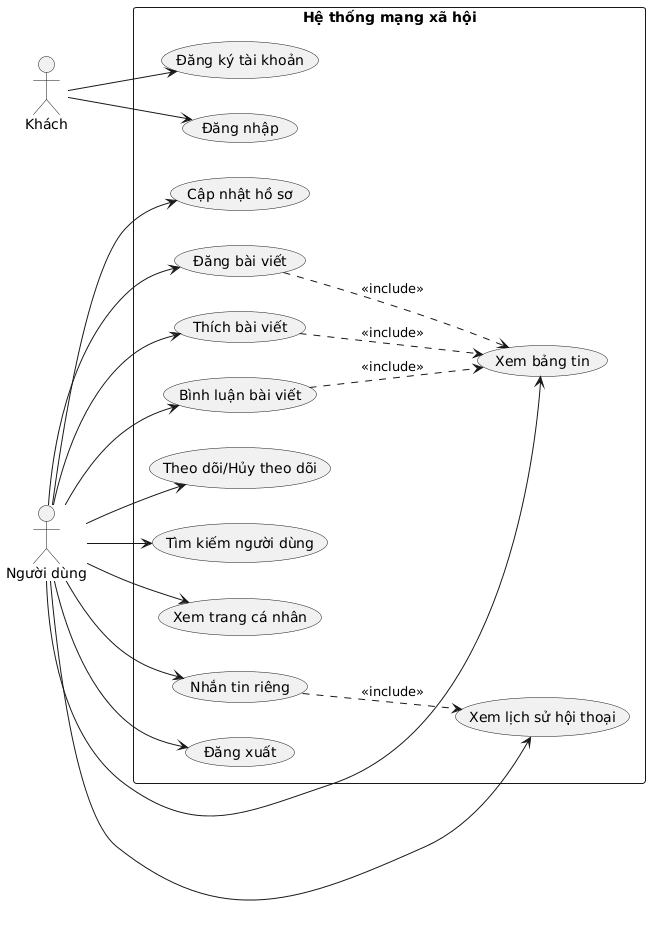 Hệ thống mạng xã hội
Đăng ký tài khoản
Khách
Đăng nhập
Cập nhật hồ sơ
Đăng bài viết
«include»
Thích bài viết
«include»
Xem bảng tin
«include»
Bình luận bài viết
Theo dõi/Hủy theo dõi
Tìm kiếm người dùng
Người dùng
Xem trang cá nhân
Nhắn tin riêng
«include»
Xem lịch sử hội thoại
Đăng xuất